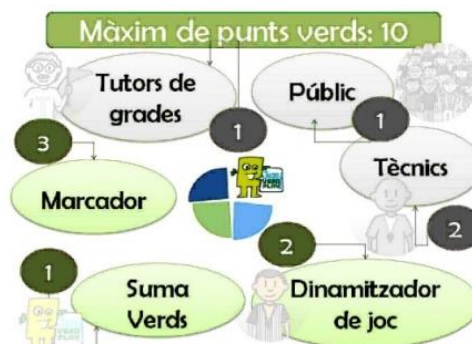 Màxim de punts verds: 10
Tutors de
grades
1
Públic
1
3
Marcador
Tècnics
2
1
Suma
Verds
2
Dinamitzador
de joc